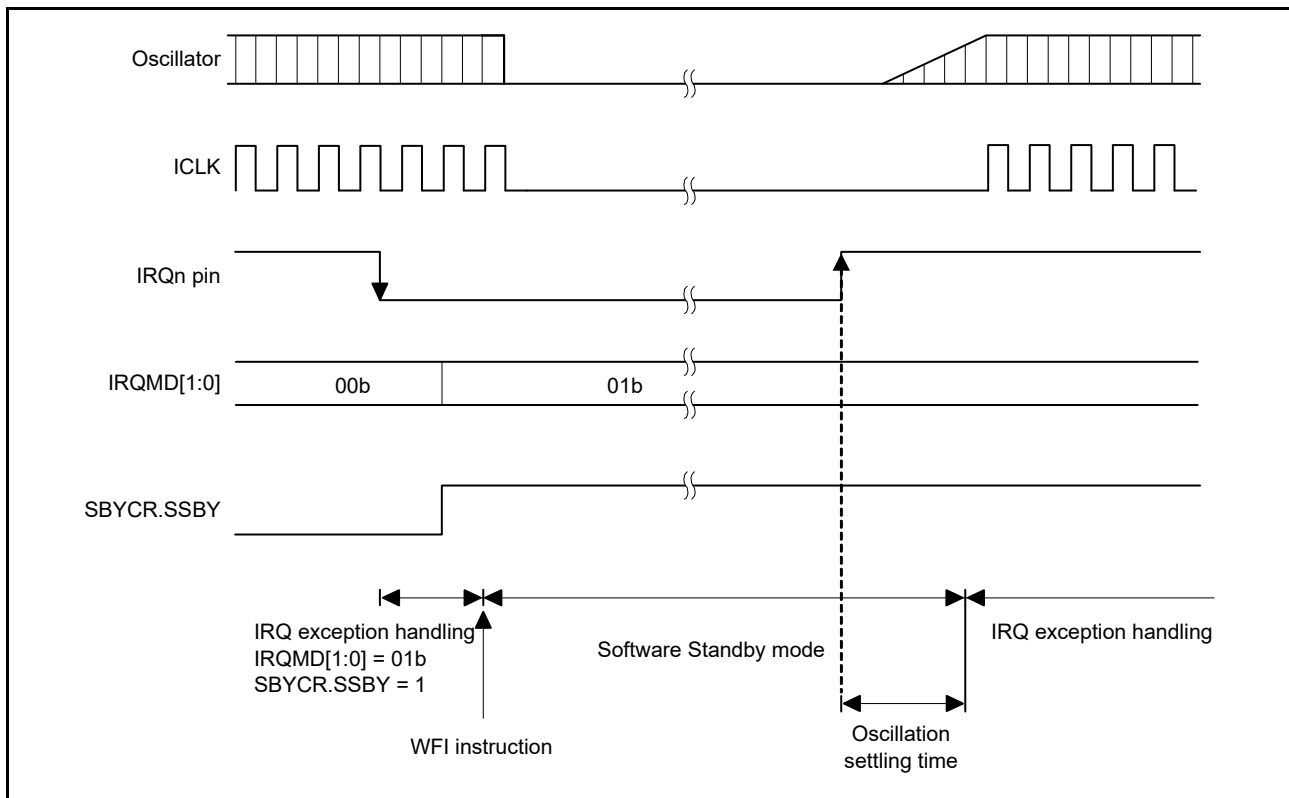 Oscillator
ICLK
IRQn pin
IRQMD[1:0]
00b
01b
SBYCR.SSBY
IRQ exception handling
IRQMD[1:0] = 01b
SBYCR.SSBY = 1
Software Standby mode
IRQ exception handling
WFI instruction
Oscillation
settling time